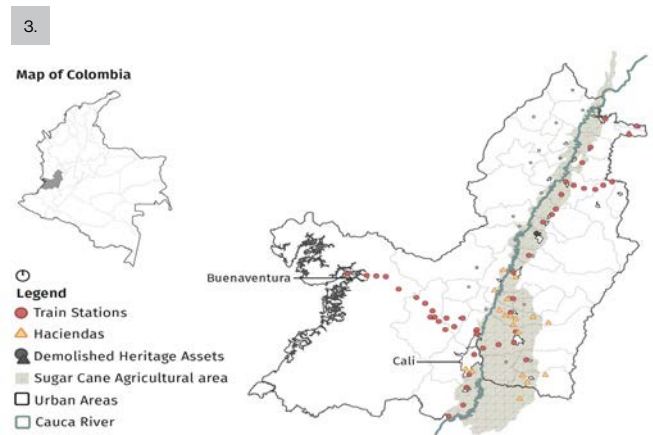 3.
Map of Colombia
Buenaventura
Cali
Legend
Train Stations
Haciendas
Demolished Heritage Assets
Sugar Cane Agricultural area
Urban Areas
Cauca River